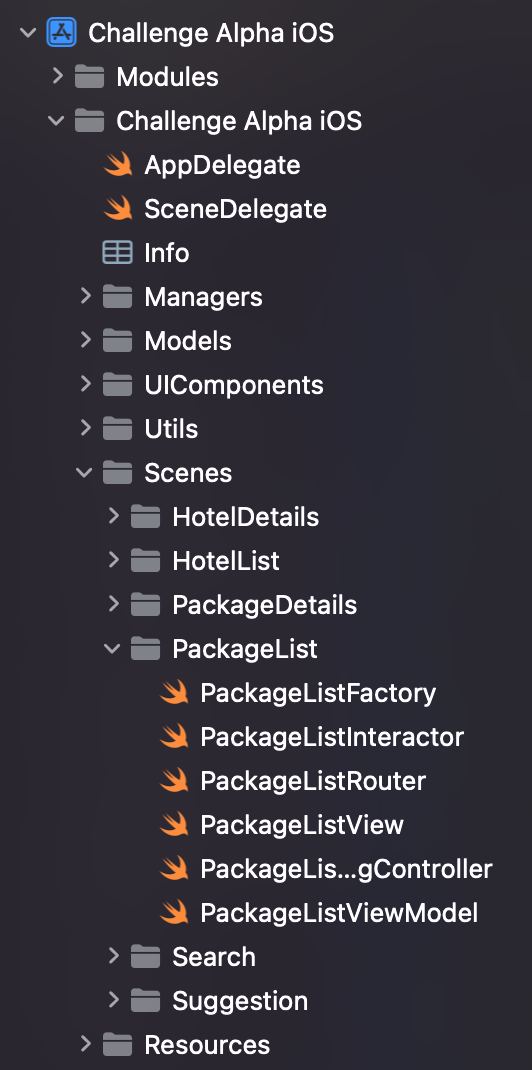 Challenge Alpha iOS
Modules
Challenge Alpha iOS
AppDelegate
SceneDelegate
Info
Managers
Models
UIComponents
Utils
Scenes
HotelDetails
HotelList
PackageDetails
PackageList
PackageListFactory
PackageListInteractor
PackageListRouter
PackageListView
PackageLis...gController
PackageListViewModel
Search
Suggestion
Resources